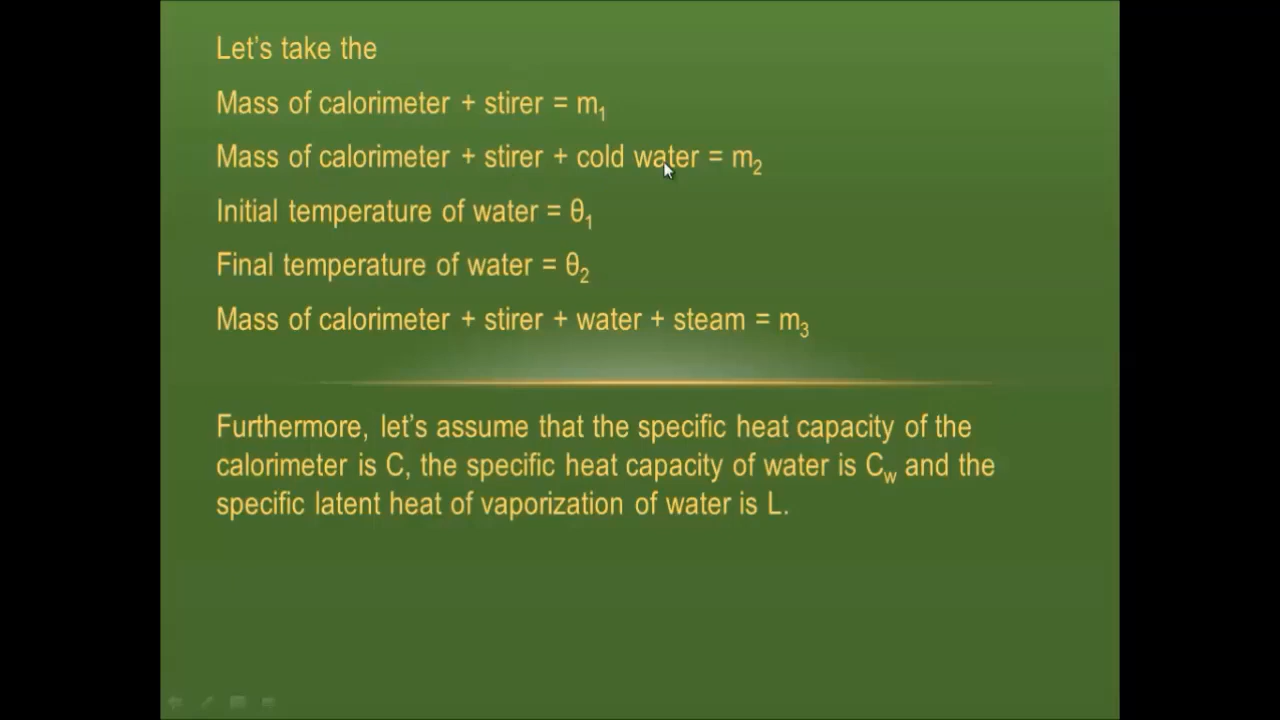 Let’s take the
Mass of calorimeter + stirer = m₁
Mass of calorimeter + stirer + cold water = m₂
Initial temperature of water = θ₁
Final temperature of water = θ₂
Mass of calorimeter + stirer + water + steam = m₃
Furthermore, let’s assume that the specific heat capacity of the
calorimeter is C, the specific heat capacity of water is C_w and the
specific latent heat of vaporization of water is L.